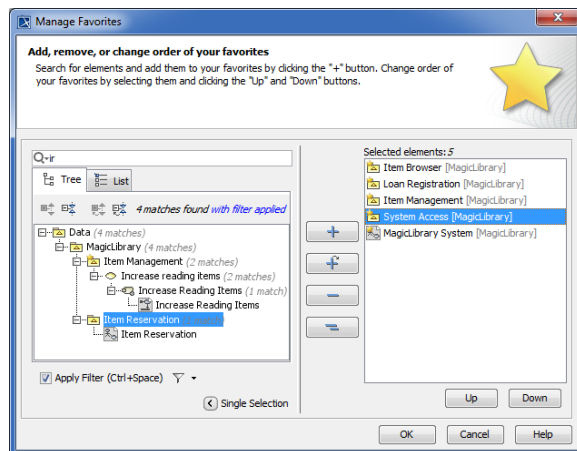 Manage Favorites
Add, remove, or change order of your favorites
Search for elements and add them to your favorites by clicking the "+" button. Change order of
your favorites by selecting them and clicking the "Up" and "Down" buttons.
ir
Tree
List
4 matches found with filter applied
Data (4 matches)
MagicLibrary (4 matches)
Item Management (2 matches)
Increase reading items (2 matches)
Increase Reading Items (1 match)
Increase Reading Items
Item Reservation
Item Reservation
Apply Filter (Ctrl+Space)
Single Selection
Selected elements: 5
Item Browser [MagicLibrary]
Loan Registration [MagicLibrary]
Item Management [MagicLibrary]
System Access [MagicLibrary]
MagicLibrary System [MagicLibrary]
Up
Down
OK
Cancel
Help